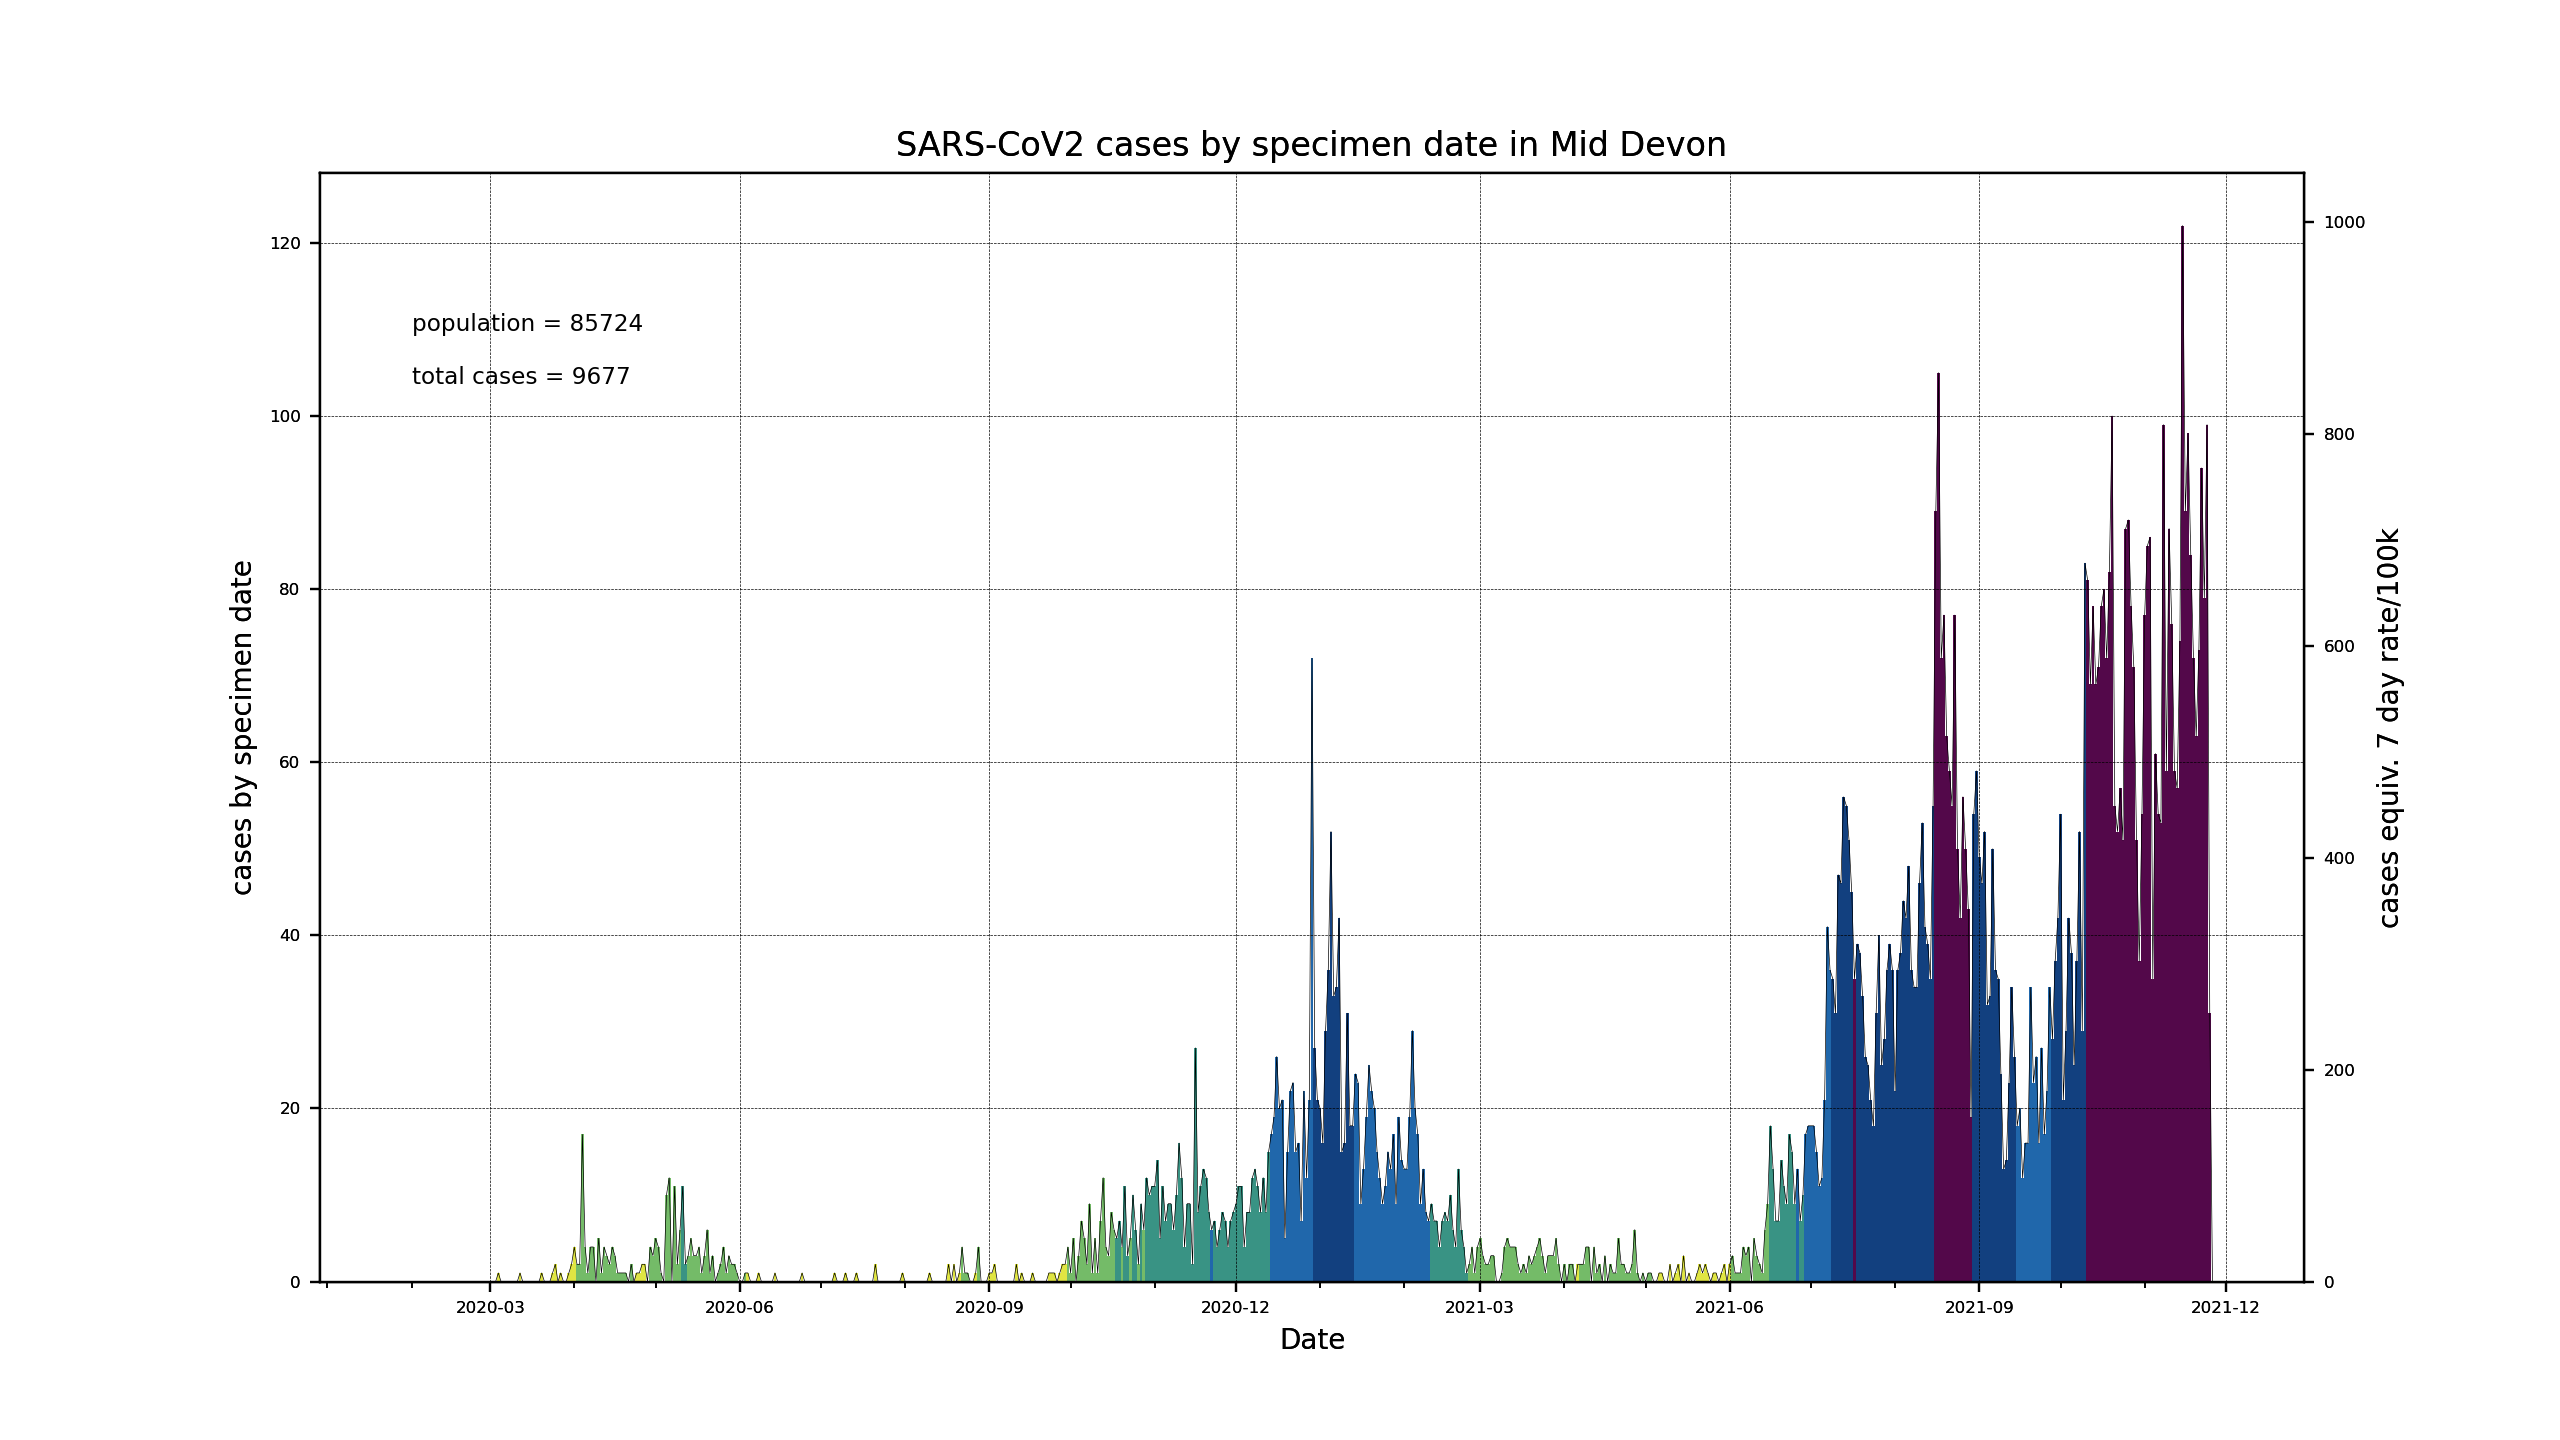 SARS-CoV2 cases by specimen date in Mid Devon
population = 85724
total cases = 9677
cases by specimen date
120
100
80
60
40
20
0
1000
800
600
400
200
0
cases equiv. 7 day rate/100k
2020-03 2020-06 2020-09 2020-12 2021-03 2021-06 2021-09 2021-12
Date